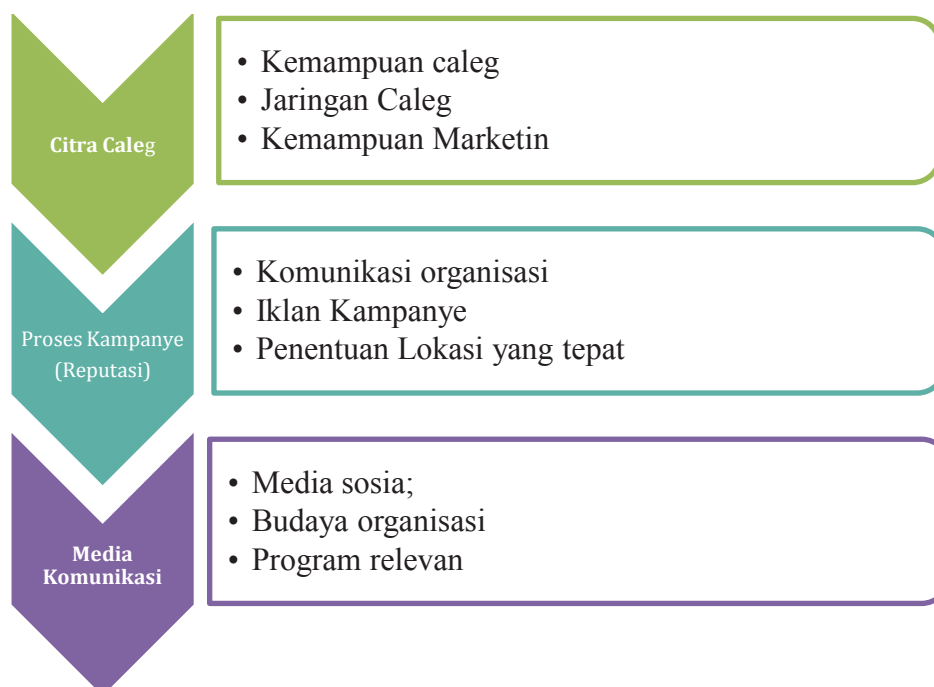 Citra Caleg
• Kemampuan caleg
• Jaringan Caleg
• Kemampuan Marketin
Proses Kampanye
(Reputasi)
• Komunikasi organisasi
• Iklan Kampanye
• Penentuan Lokasi yang tepat
Media
Komunikasi
• Media sosia;
• Budaya organisasi
• Program relevan